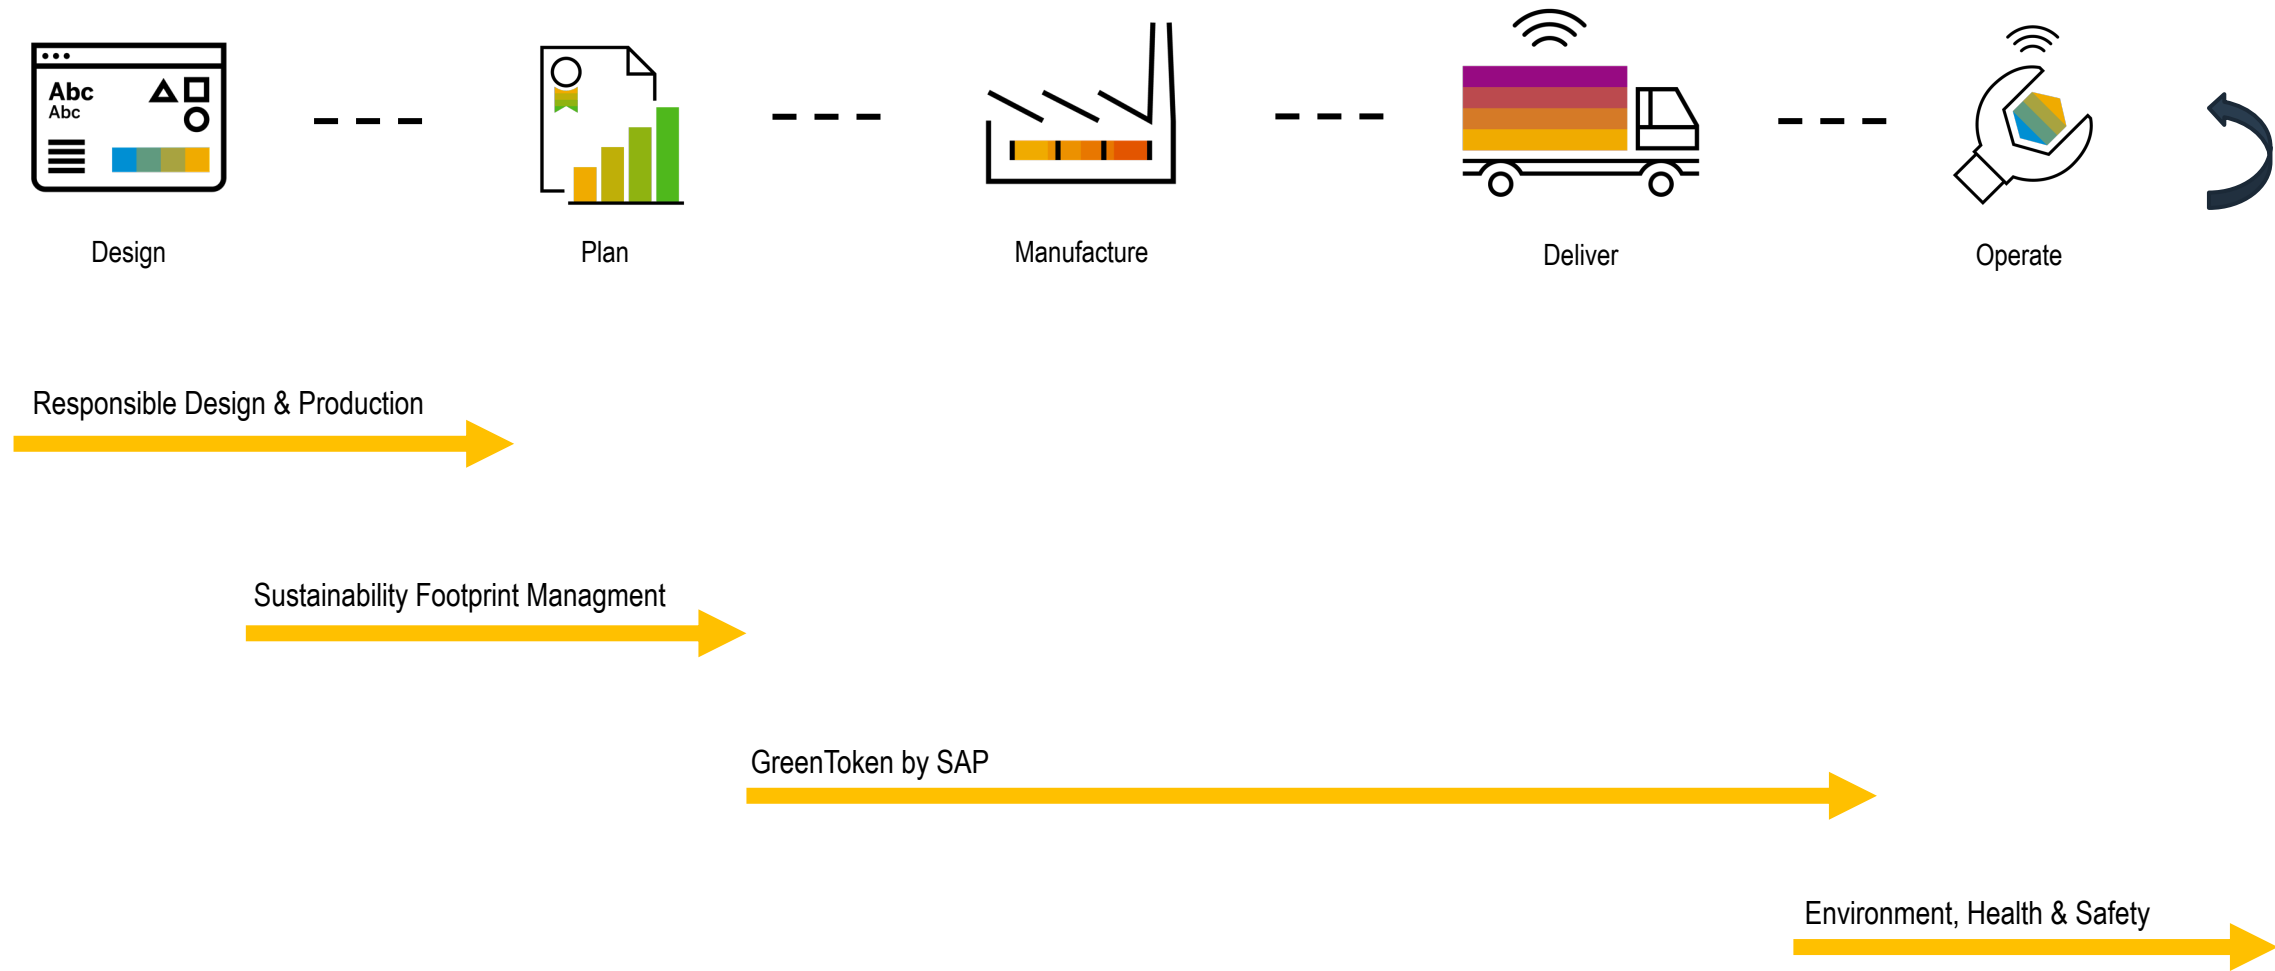 Abc
Abc
Design
Plan
Manufacture
Deliver
Operate
Responsible Design & Production
Sustainability Footprint Managment
GreenToken by SAP
Environment, Health & Safety